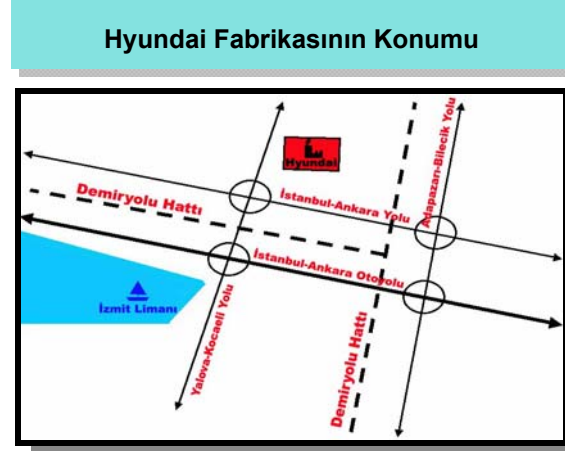 Hyundai Fabrikasının Konumu
Adapazarı-Bilecik Yolu
Hyundai
Demiryolu Hattı
İstanbul-Ankara Yolu
İstanbul-Ankara Otoyolu
İzmit Limanı
Yalova-Kocaeli Yolu
Demiryolu Hattı